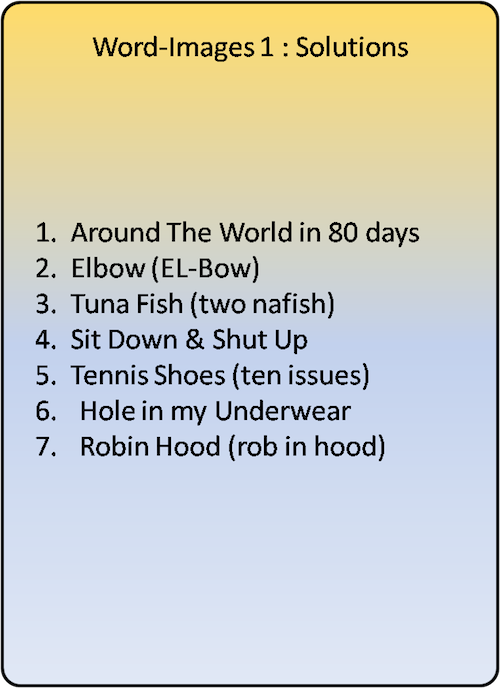 Word-Images 1 : Solutions
1. Around The World in 80 days
2. Elbow (EL-Bow)
3. Tuna Fish (two nafish)
4. Sit Down & Shut Up
5. Tennis Shoes (ten issues)
6. Hole in my Underwear
7. Robin Hood (rob in hood)